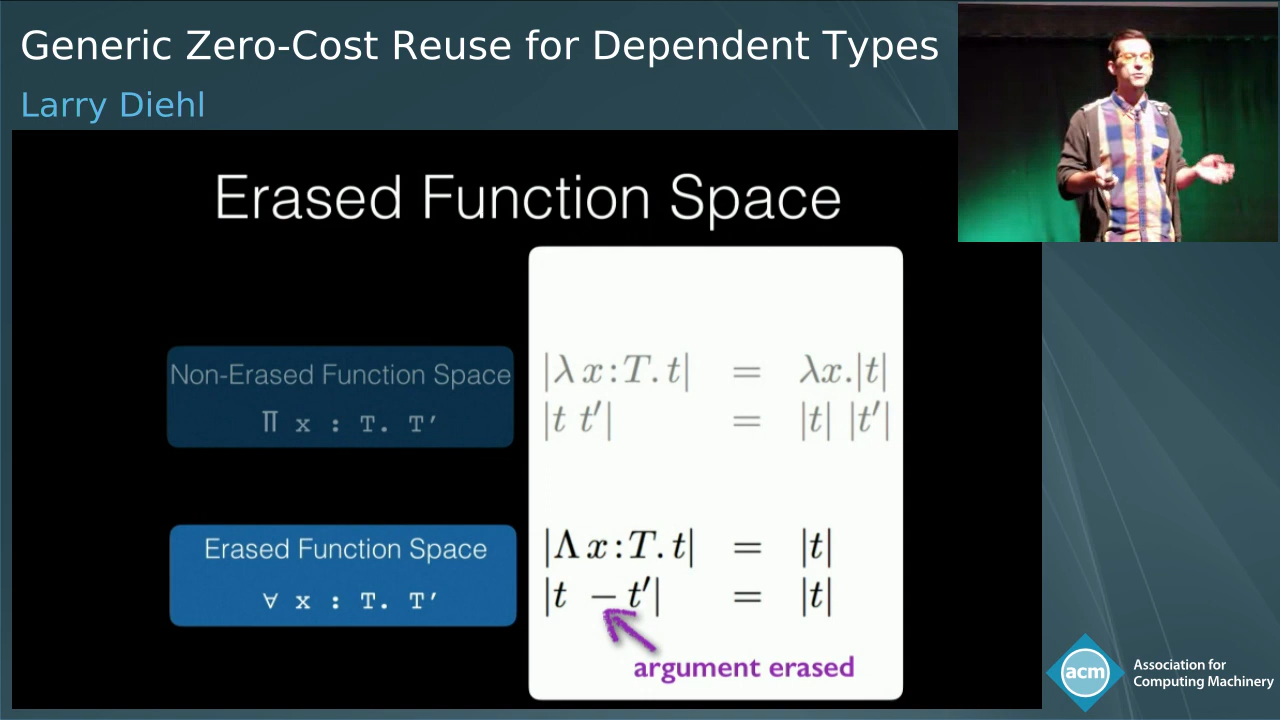 Generic Zero-Cost Reuse for Dependent Types
Larry Diehl
Erased Function Space
Non-Erased Function Space
Π x : T. T′
|λ x:T. t| = λx.|t|
|t t′| = |t| |t′|
Erased Function Space
∀ x : T. T′
|Λ x:T. t| = |t|
|t − t′| = |t|
argument erased
acm
Association for
Computing Machinery